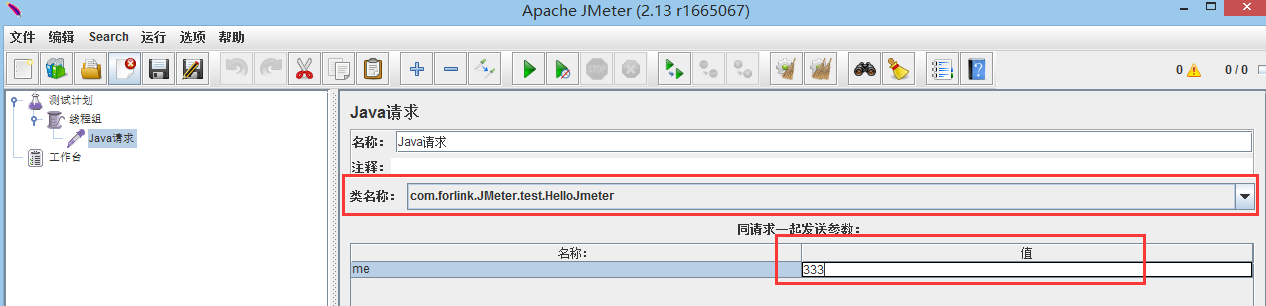 Apache JMeter (2.13 r1665067)
文件 编辑 Search 运行 选项 帮助
0 0 / 0
测试计划
线程组
Java请求
工作台
Java请求
名称： Java请求
注释：
类名称： com.forlink.JMeter.test.HelloJmeter
同请求一起发送参数：
名称： 值
me 333